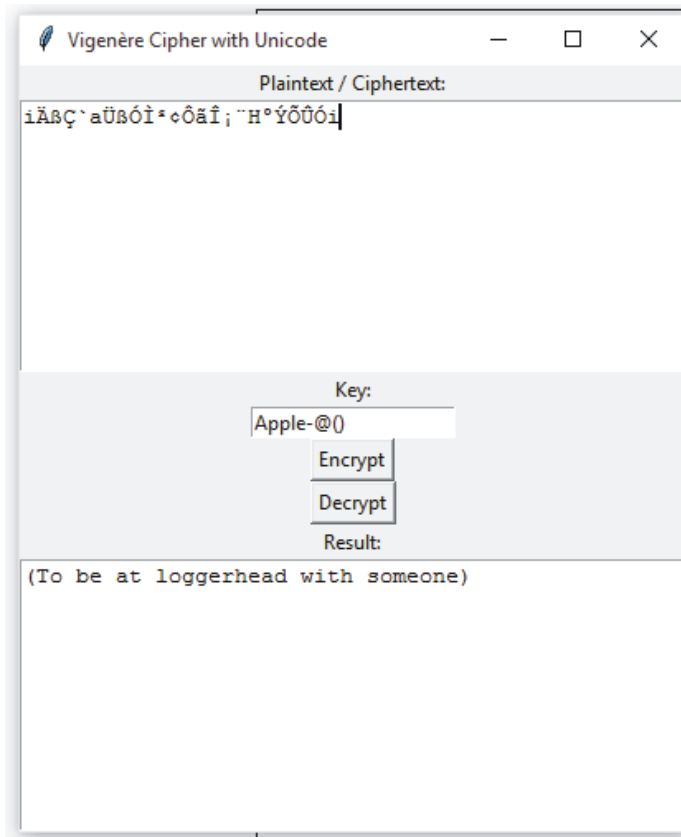 Vigenère Cipher with Unicode
Plaintext / Ciphertext:
iÄßÇ`aÜßÓÌ²¢ÔãÎ¡¨H°ÝÕÛÓi
Key:
Apple-@()
Encrypt
Decrypt
Result:
(To be at loggerhead with someone)